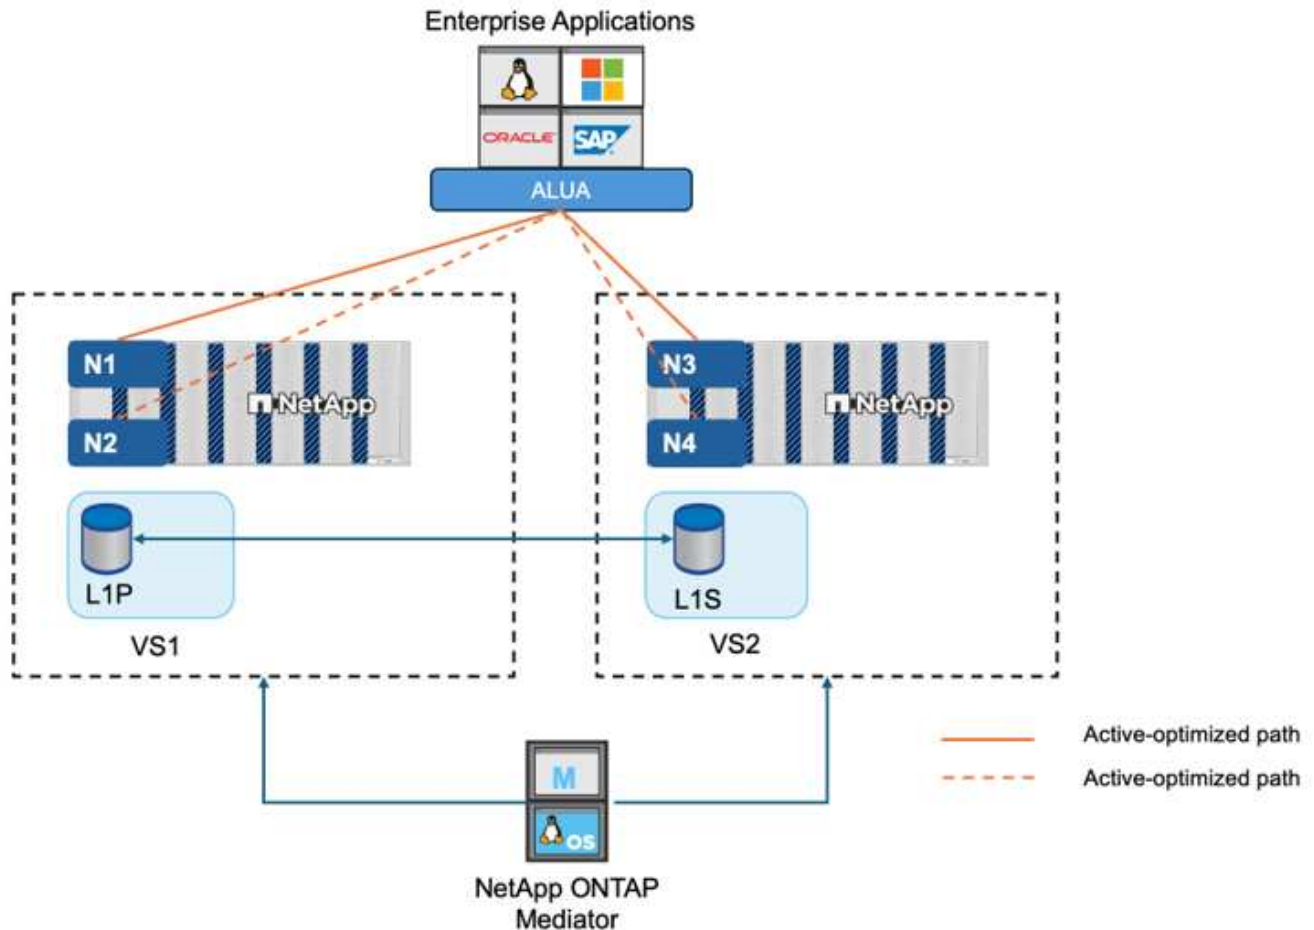 Enterprise Applications
ORACLE
SAP
ALUA
N1
N2
NetApp
N3
N4
NetApp
L1P
VS1
L1S
VS2
M
OS
NetApp ONTAP
Mediator
Active-optimized path
Active-optimized path